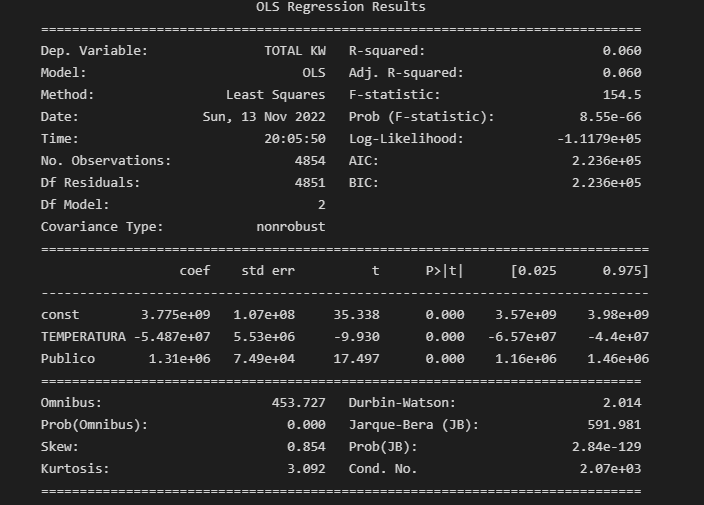 OLS Regression Results
==============================================================================
Dep. Variable: TOTAL KW R-squared: 0.060
Model: OLS Adj. R-squared: 0.060
Method: Least Squares F-statistic: 154.5
Date: Sun, 13 Nov 2022 Prob (F-statistic): 8.55e-66
Time: 20:05:50 Log-Likelihood: -1.1179e+05
No. Observations: 4854 AIC: 2.236e+05
Df Residuals: 4851 BIC: 2.236e+05
Df Model: 2
Covariance Type: nonrobust
===============================================================================
coef std err t P>|t| [0.025 0.975]
-------------------------------------------------------------------------------
const 3.775e+09 1.07e+08 35.338 0.000 3.57e+09 3.98e+09
TEMPERATURA -5.487e+07 5.53e+06 -9.930 0.000 -6.57e+07 -4.4e+07
Publico 1.31e+06 7.49e+04 17.497 0.000 1.16e+06 1.46e+06
==============================================================================
Omnibus: 453.727 Durbin-Watson: 2.014
Prob(Omnibus): 0.000 Jarque-Bera (JB): 591.981
Skew: 0.854 Prob(JB): 2.84e-129
Kurtosis: 3.092 Cond. No. 2.07e+03
==============================================================================